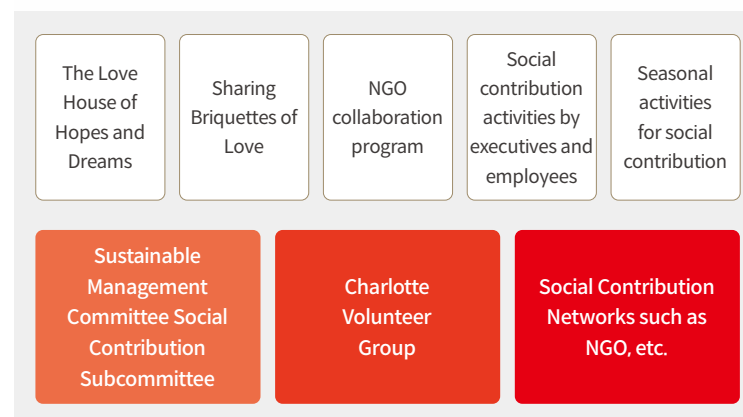 The Love
House of
Hopes and
Dreams
Sharing
Briquettes of
Love
NGO
collaboration
program
Social
contribution
activities by
executives and
employees
Seasonal
activities
for social
contribution
Sustainable
Management
Committee Social
Contribution
Subcommittee
Charlotte
Volunteer
Group
Social Contribution
Networks such as
NGO, etc.